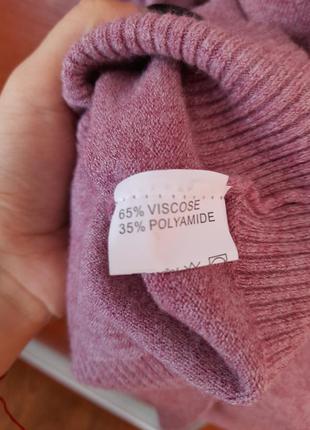 65% VISCOSE
35% POLYAMIDE